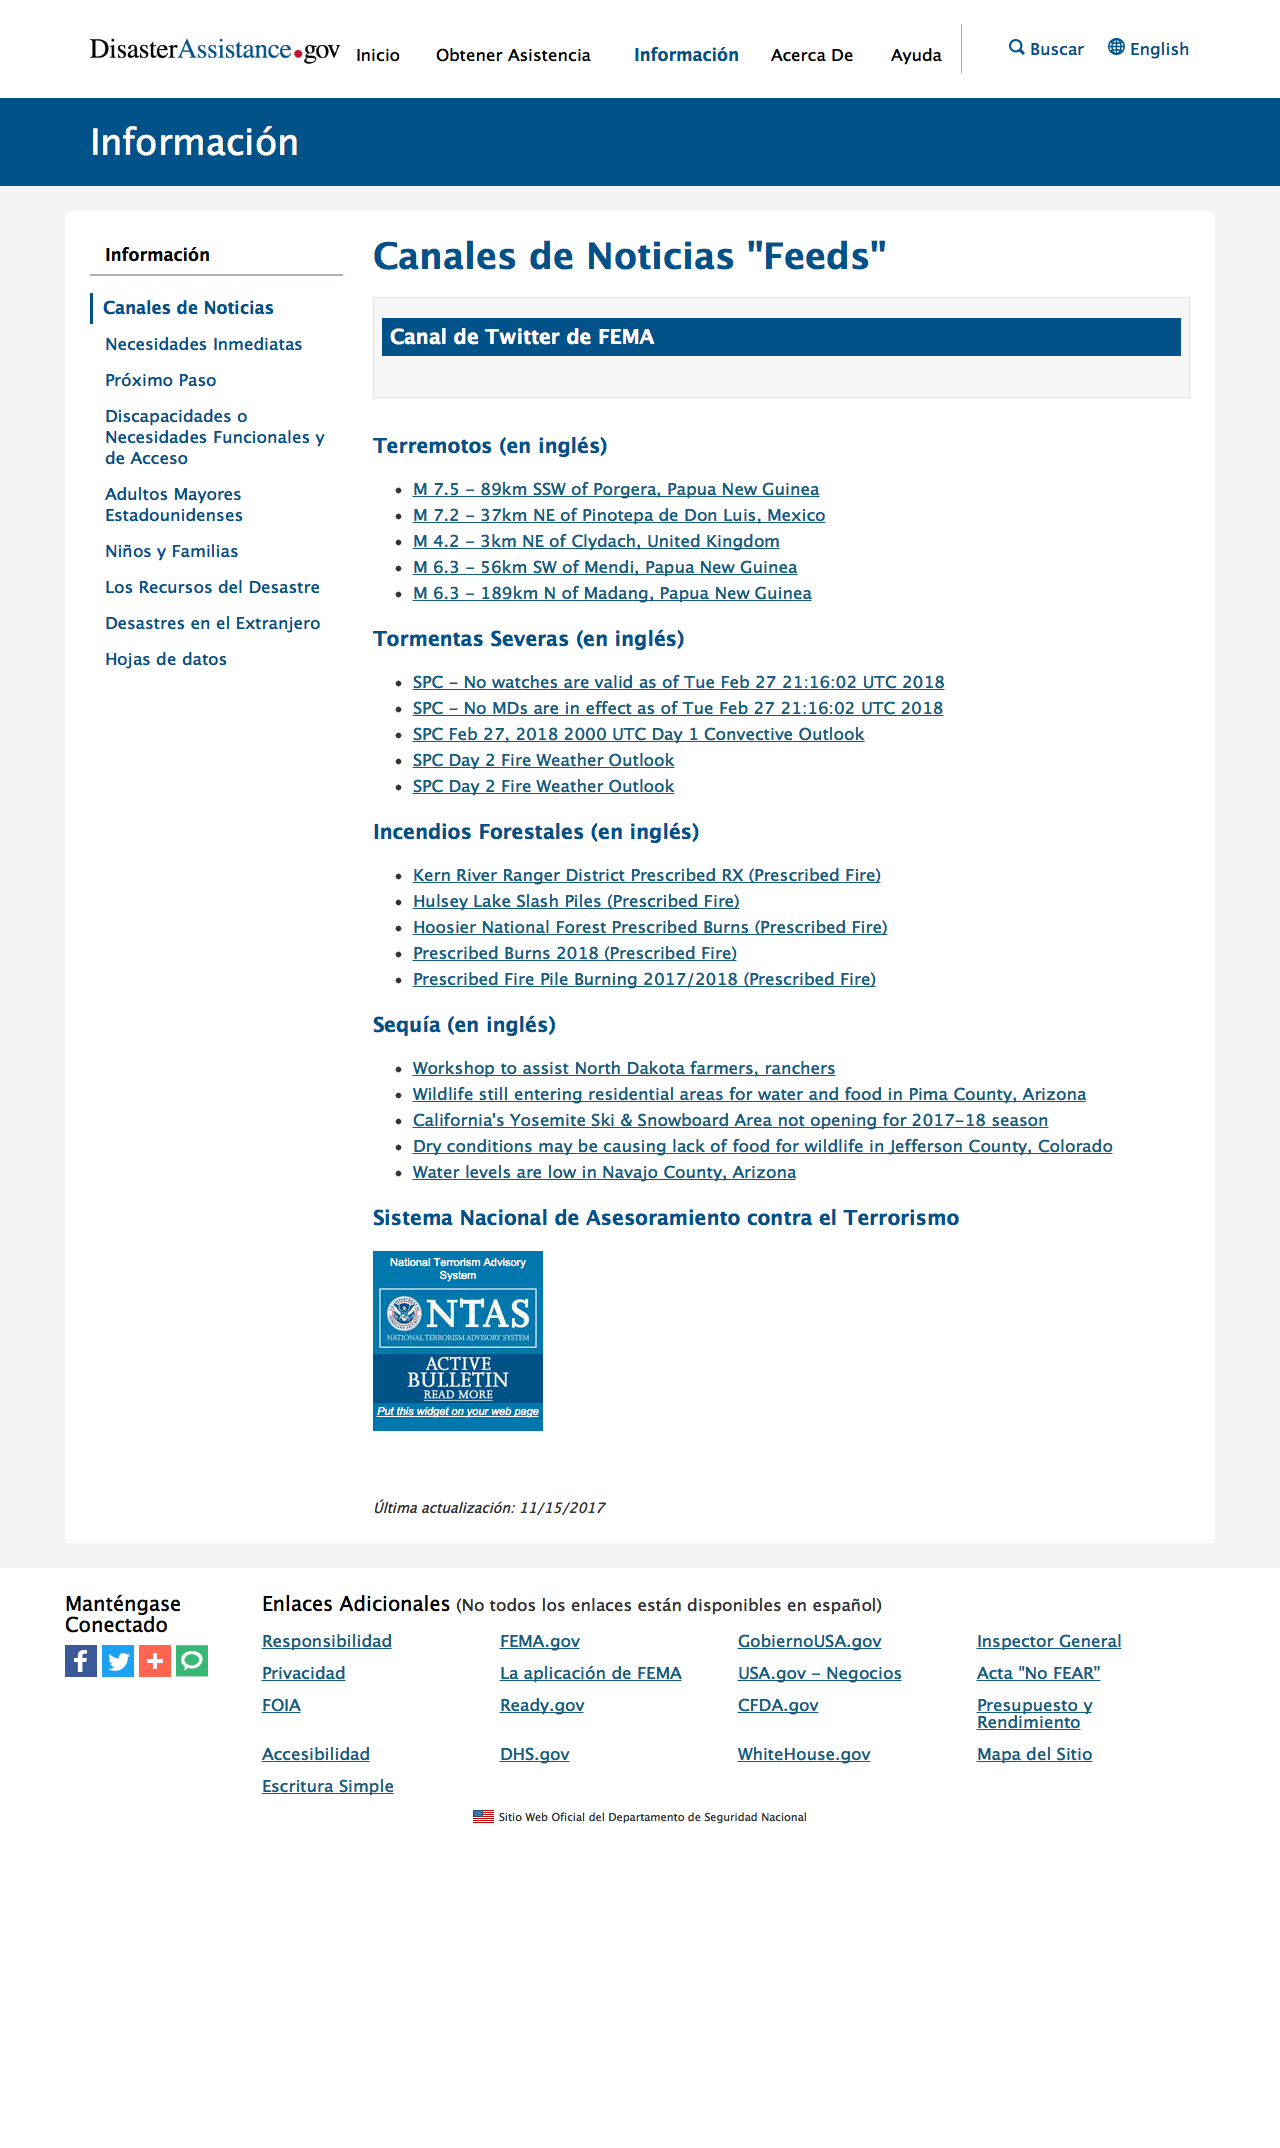 DisasterAssistance.gov
Inicio
Obtener Asistencia
Información
Acerca De
Ayuda
Buscar
English
Información
Información
Canales de Noticias
Necesidades Inmediatas
Próximo Paso
Discapacidades o
Necesidades Funcionales y
de Acceso
Adultos Mayores
Estadounidenses
Niños y Familias
Los Recursos del Desastre
Desastres en el Extranjero
Hojas de datos
Canales de Noticias "Feeds"
Canal de Twitter de FEMA
Terremotos (en inglés)
M 7.5 - 89km SSW of Porgera, Papua New Guinea
M 7.2 - 37km NE of Pinotepa de Don Luis, Mexico
M 4.2 - 3km NE of Clydach, United Kingdom
M 6.3 - 56km SW of Mendi, Papua New Guinea
M 6.3 - 189km N of Madang, Papua New Guinea
Tormentas Severas (en inglés)
SPC - No watches are valid as of Tue Feb 27 21:16:02 UTC 2018
SPC - No MDs are in effect as of Tue Feb 27 21:16:02 UTC 2018
SPC Feb 27, 2018 2000 UTC Day 1 Convective Outlook
SPC Day 2 Fire Weather Outlook
SPC Day 2 Fire Weather Outlook
Incendios Forestales (en inglés)
Kern River Ranger District Prescribed RX (Prescribed Fire)
Hulsey Lake Slash Piles (Prescribed Fire)
Hoosier National Forest Prescribed Burns (Prescribed Fire)
Prescribed Burns 2018 (Prescribed Fire)
Prescribed Fire Pile Burning 2017/2018 (Prescribed Fire)
Sequía (en inglés)
Workshop to assist North Dakota farmers, ranchers
Wildlife still entering residential areas for water and food in Pima County, Arizona
California's Yosemite Ski & Snowboard Area not opening for 2017-18 season
Dry conditions may be causing lack of food for wildlife in Jefferson County, Colorado
Water levels are low in Navajo County, Arizona
Sistema Nacional de Asesoramiento contra el Terrorismo
National Terrorism Advisory
System
NTAS
NATIONAL TERRORISM ADVISORY SYSTEM
ACTIVE
BULLETIN
READ MORE
Put this widget on your web page
Última actualización: 11/15/2017
Manténgase
Conectado
Enlaces Adicionales (No todos los enlaces están disponibles en español)
Responsibilidad
FEMA.gov
GobiernoUSA.gov
Inspector General
Privacidad
La aplicación de FEMA
USA.gov - Negocios
Acta "No FEAR”
FOIA
Ready.gov
CFDA.gov
Presupuesto y
Rendimiento
Accesibilidad
DHS.gov
WhiteHouse.gov
Mapa del Sitio
Escritura Simple
Sitio Web Oficial del Departamento de Seguridad Nacional